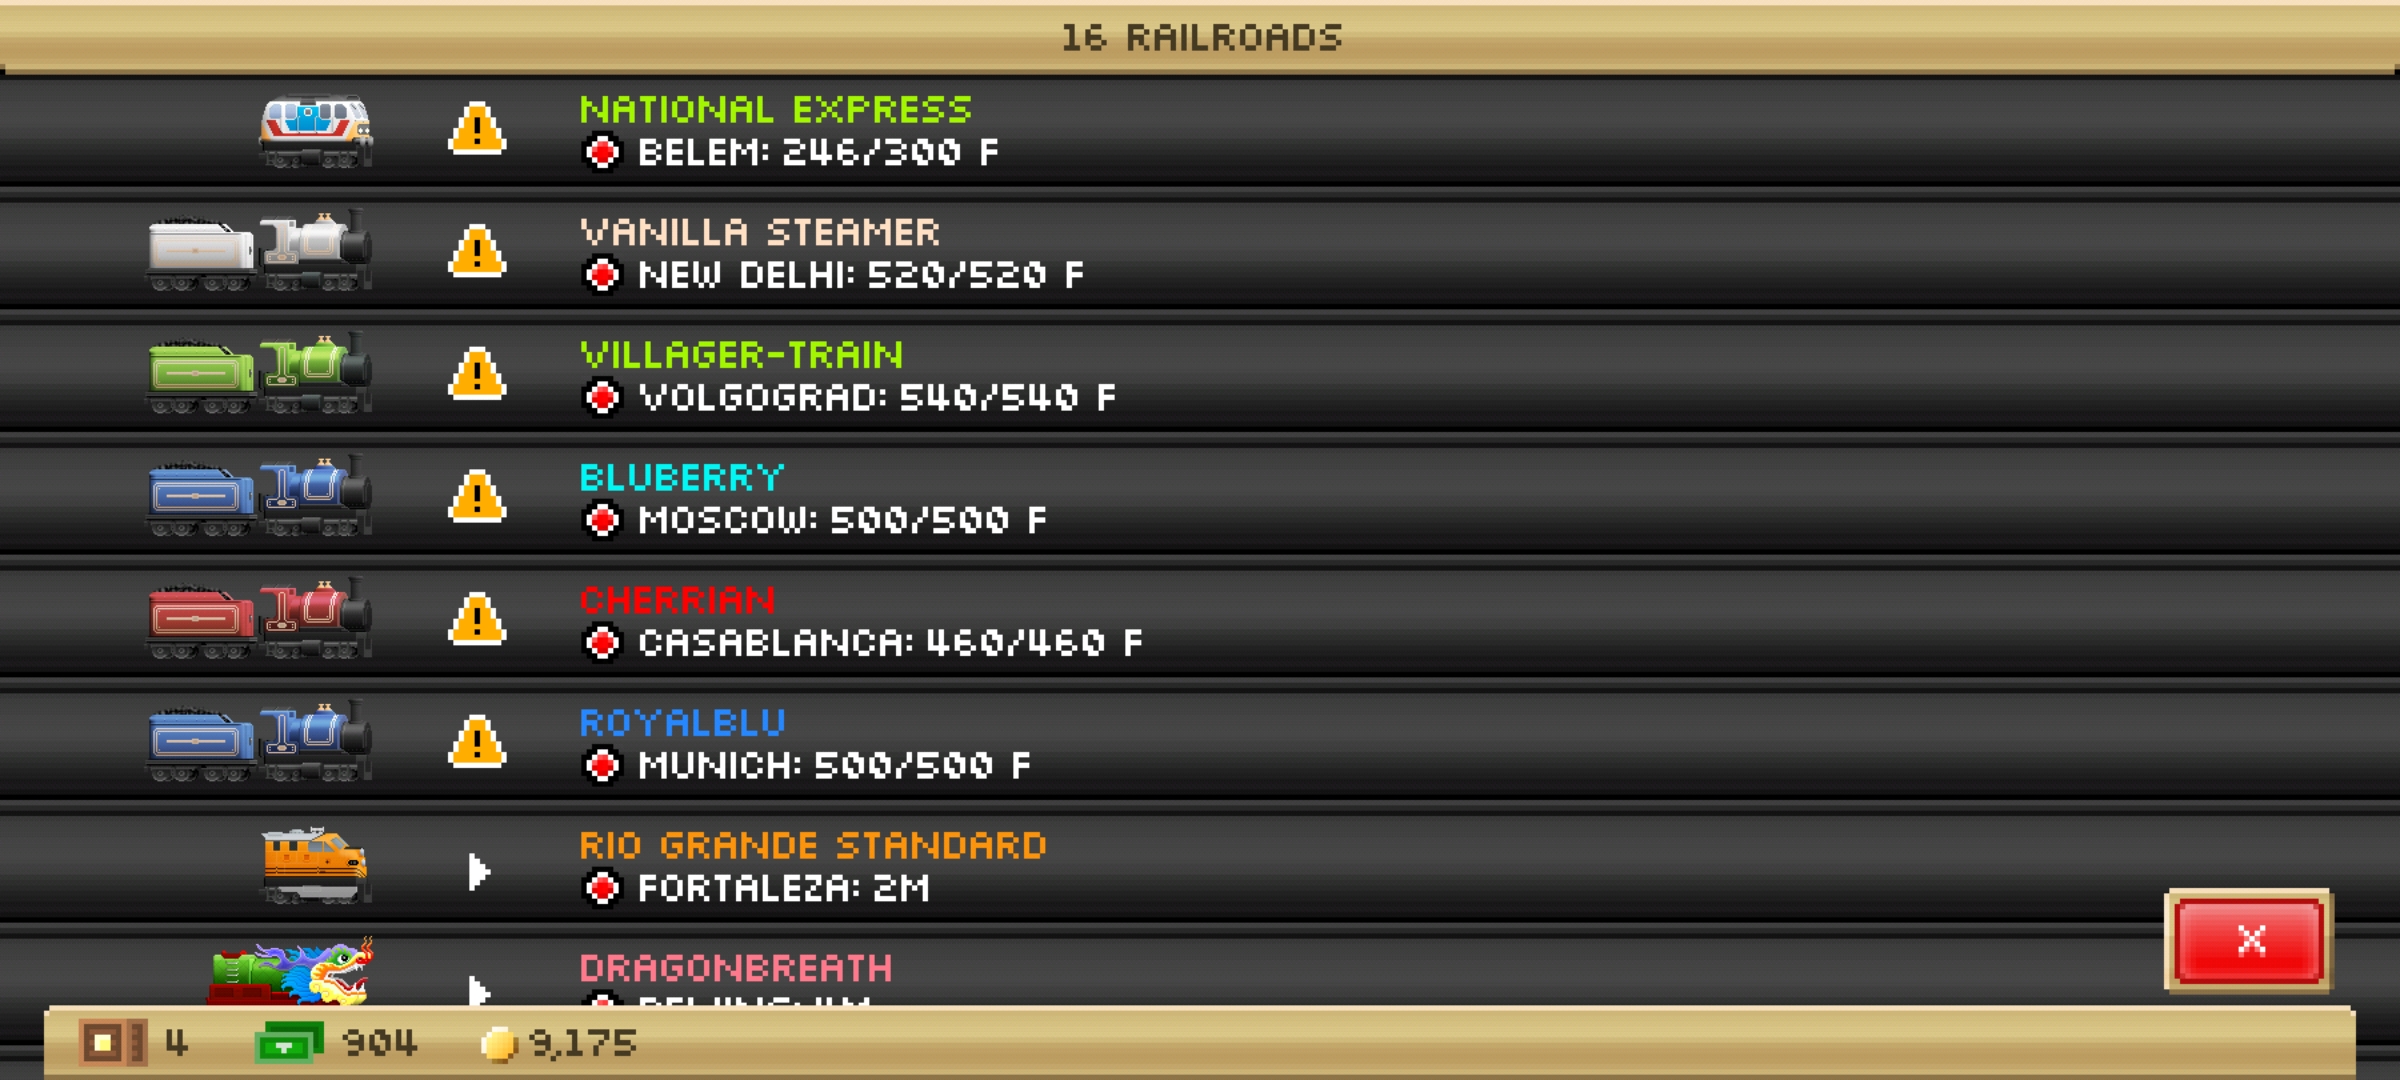 16 RAILROADS
NATIONAL EXPRESS
BELEM: 246/300 F
VANILLA STEAMER
NEW DELHI: 520/520 F
VILLAGER-TRAIN
VOLGOGRAD: 540/540 F
BLUBERRY
MOSCOW: 500/500 F
CHERRIAN
CASABLANCA: 460/460 F
ROYALBLU
MUNICH: 500/500 F
RIO GRANDE STANDARD
FORTALEZA: 2M
DRAGONBREATH
X
4 904 9,175